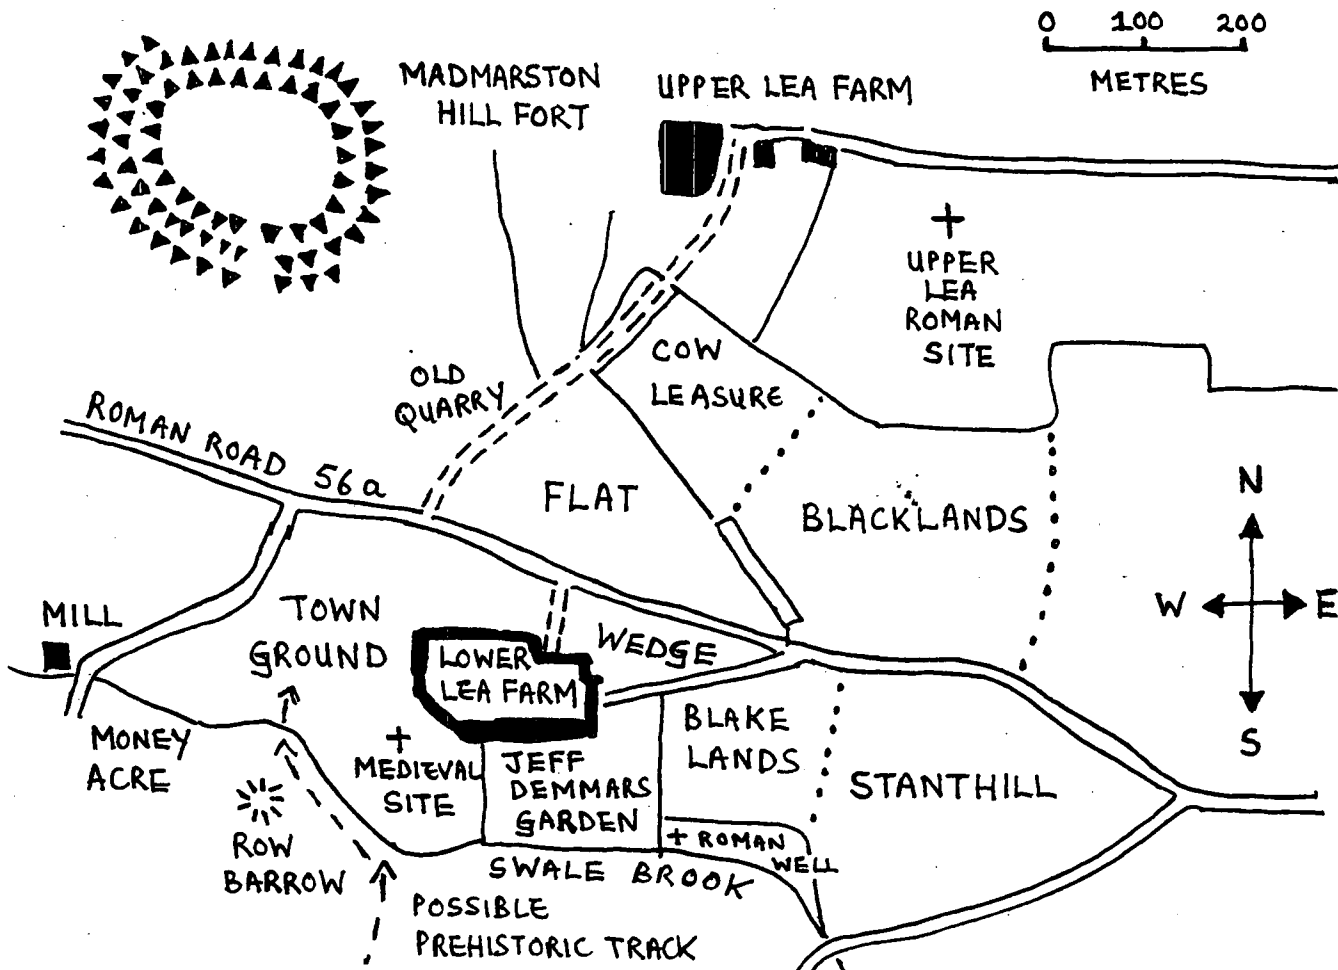 0 100 200
METRES
MADMARSTON
HILL FORT
UPPER LEA FARM
UPPER
LEA
ROMAN
SITE
COW
LEASURE
OLD
QUARRY
ROMAN ROAD 56a
FLAT
BLACKLANDS
N
W E
S
MILL
TOWN
GROUND
WEDGE
LOWER
LEA FARM
MONEY
ACRE
MEDIEVAL
SITE
JEFF
DEMMARS
GARDEN
BLAKE
LANDS
STANTHILL
ROMAN
WELL
ROW
BARROW
SWALE BROOK
POSSIBLE
PREHISTORIC TRACK